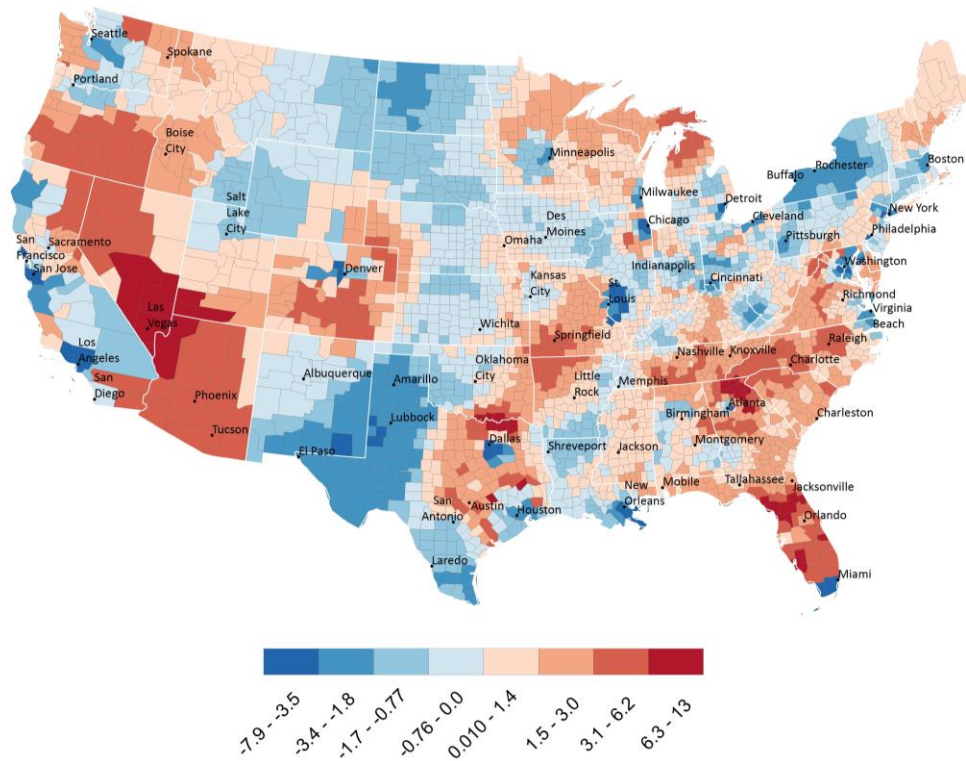 Seattle
Spokane
Portland
Boise
City
Minneapolis
Rochester
Buffalo
Boston
Salt
Lake
City
Milwaukee
Detroit
New York
Des
Moines
Chicago
Cleveland
Philadelphia
San
Francisco
Sacramento
San Jose
Omaha
Pittsburgh
Denver
Indianapolis
Washington
Kansas
City
Cincinnati
St.
Louis
Richmond
Virginia
Beach
Las
Vegas
Wichita
Springfield
Nashville
Knoxville
Raleigh
Charlotte
Los
Angeles
San
Diego
Albuquerque
Amarillo
Oklahoma
City
Little
Rock
Memphis
Phoenix
Lubbock
Birmingham
Atlanta
Charleston
Tucson
El Paso
Dallas
Shreveport
Jackson
Montgomery
San
Antonio
Austin
Houston
New
Orleans
Mobile
Tallahassee
Jacksonville
Orlando
Laredo
Miami
-7.9 - -3.5
-3.4 - -1.8
-1.7 - -0.77
-0.76 - 0.0
0.010 - 1.4
1.5 - 3.0
3.1 - 6.2
6.3 - 13